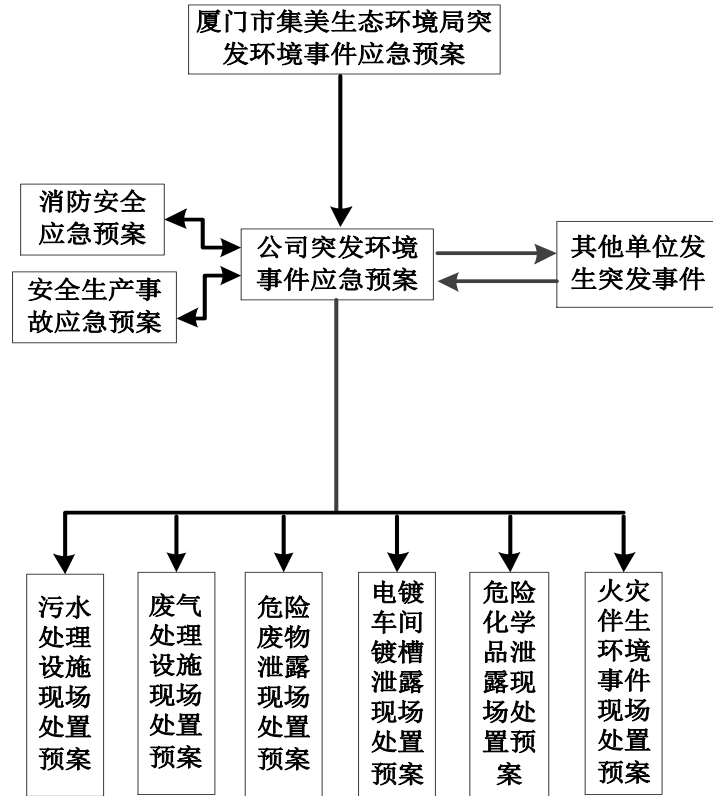 厦门市集美生态环境局突
发环境事件应急预案
消防安全
应急预案
公司突发环境
事件应急预案
其他单位发
生突发事件
安全生产事
故应急预案
污水
处理
设施
现场
处置
预案
废气
处理
设施
现场
处置
预案
危险
废物
泄露
现场
处置
预案
电镀
车间
镀槽
泄露
现场
处置
预案
危险
化学
品泄
露现
场处
置预
案
火灾
伴生
环境
事件
现场
处置
预案